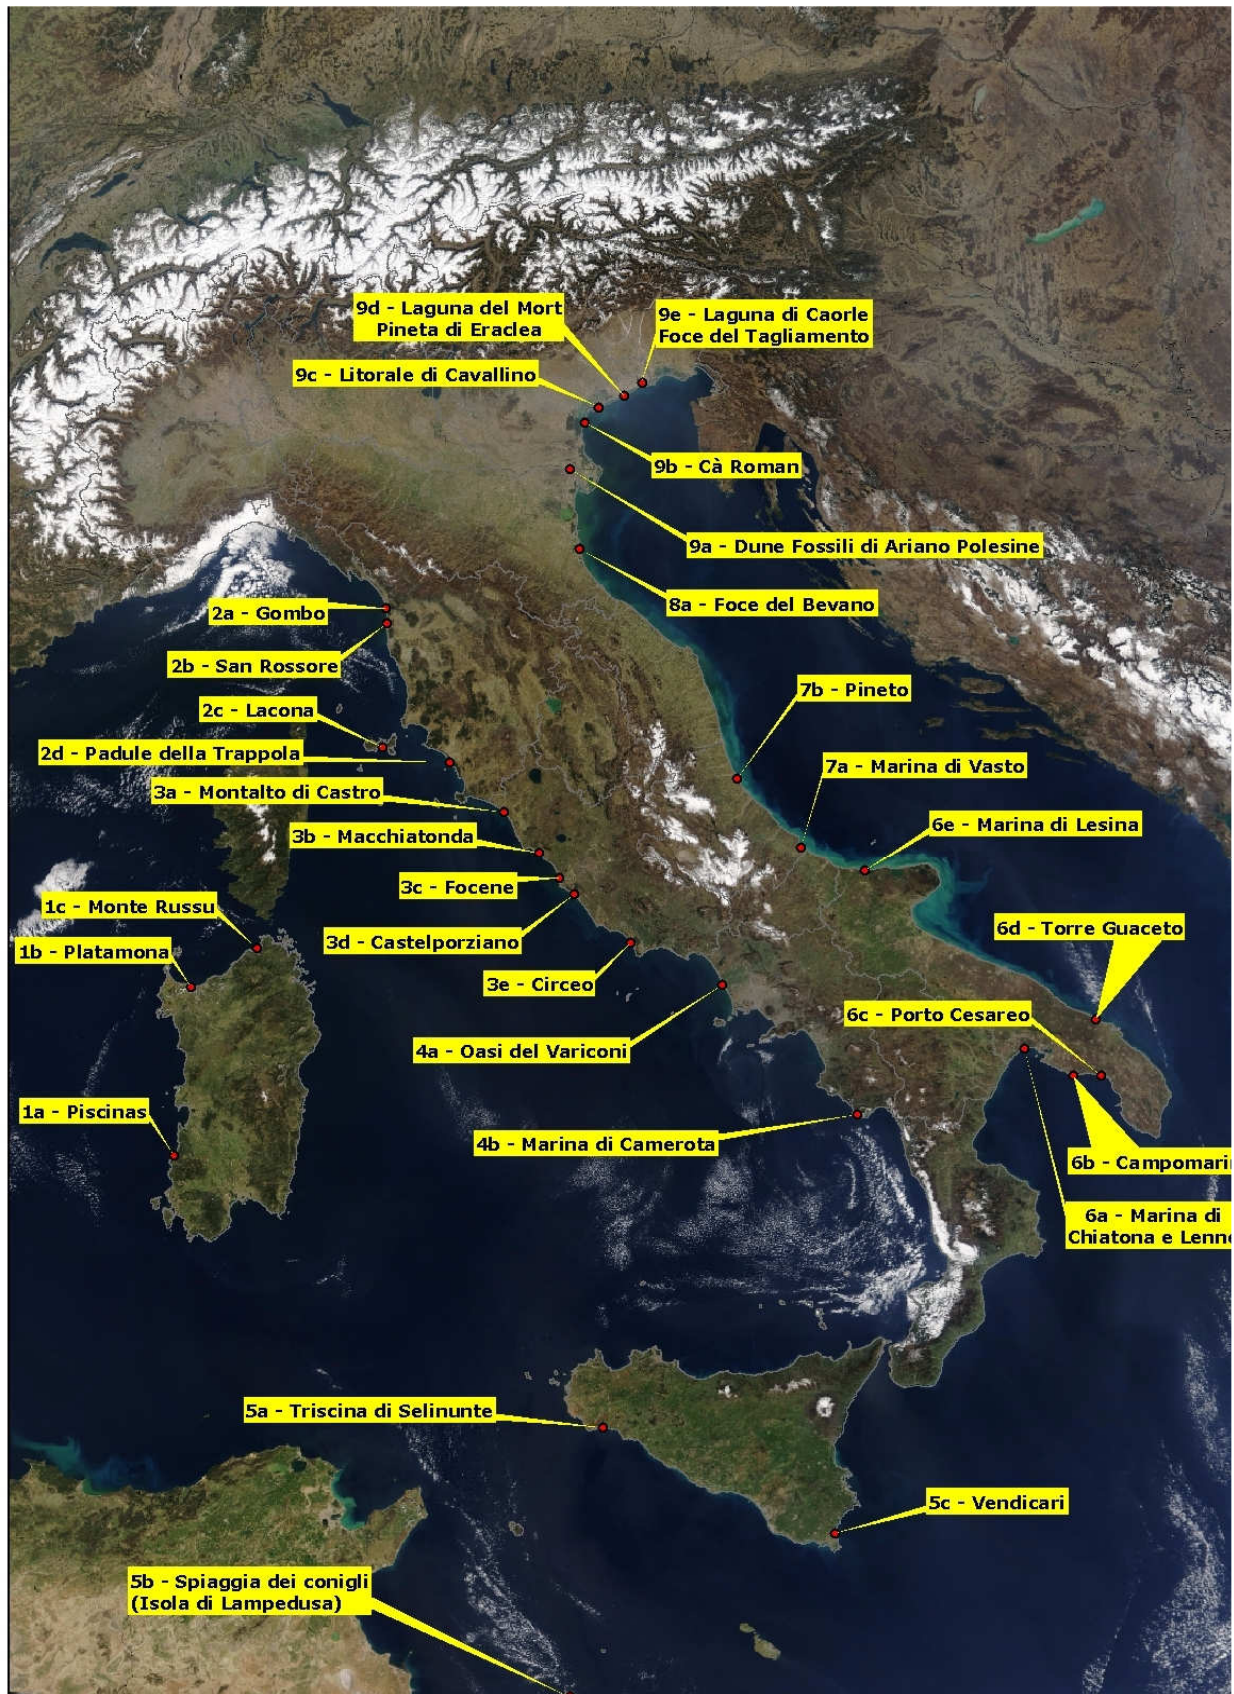 9d - Laguna del Mort
Pineta di Eraclea
9e - Laguna di Caorle
Foce del Tagliamento
9c - Litorale di Cavallino
9b - Cà Roman
9a - Dune Fossili di Ariano Polesine
8a - Foce del Bevano
2a - Gombo
2b - San Rossore
7b - Pineto
2c - Lacona
2d - Padule della Trappola
7a - Marina di Vasto
3a - Montalto di Castro
6e - Marina di Lesina
3b - Macchiatonda
3c - Focene
1c - Monte Russu
6d - Torre Guaceto
3d - Castelporziano
1b - Platamona
3e - Circeo
6c - Porto Cesareo
4a - Oasi del Variconi
1a - Piscinas
4b - Marina di Camerota
6b - Campomari
6a - Marina di
Chiatona e Lenn
5a - Triscina di Selinunte
5c - Vendicari
5b - Spiaggia dei conigli
(Isola di Lampedusa)